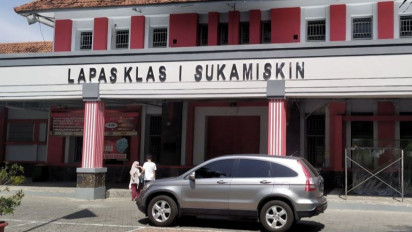 LAPAS KLAS I SUKAMISKIN